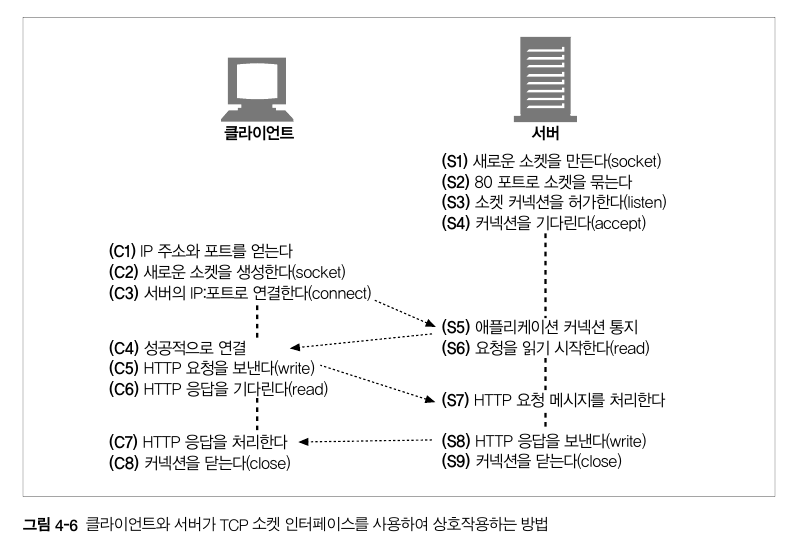 클라이언트
서버
(S1) 새로운 소켓을 만든다(socket)
(S2) 80 포트로 소켓을 묶는다
(S3) 소켓 커넥션을 허가한다(listen)
(S4) 커넥션을 기다린다(accept)
(C1) IP 주소와 포트를 얻는다
(C2) 새로운 소켓을 생성한다(socket)
(C3) 서버의 IP:포트로 연결한다(connect)
(S5) 애플리케이션 커넥션 통지
(S6) 요청을 읽기 시작한다(read)
(C4) 성공적으로 연결
(C5) HTTP 요청을 보낸다(write)
(C6) HTTP 응답을 기다린다(read)
(S7) HTTP 요청 메시지를 처리한다
(S8) HTTP 응답을 보낸다(write)
(S9) 커넥션을 닫는다(close)
(C7) HTTP 응답을 처리한다
(C8) 커넥션을 닫는다(close)
그림 4-6 클라이언트와 서버가 TCP 소켓 인터페이스를 사용하여 상호작용하는 방법